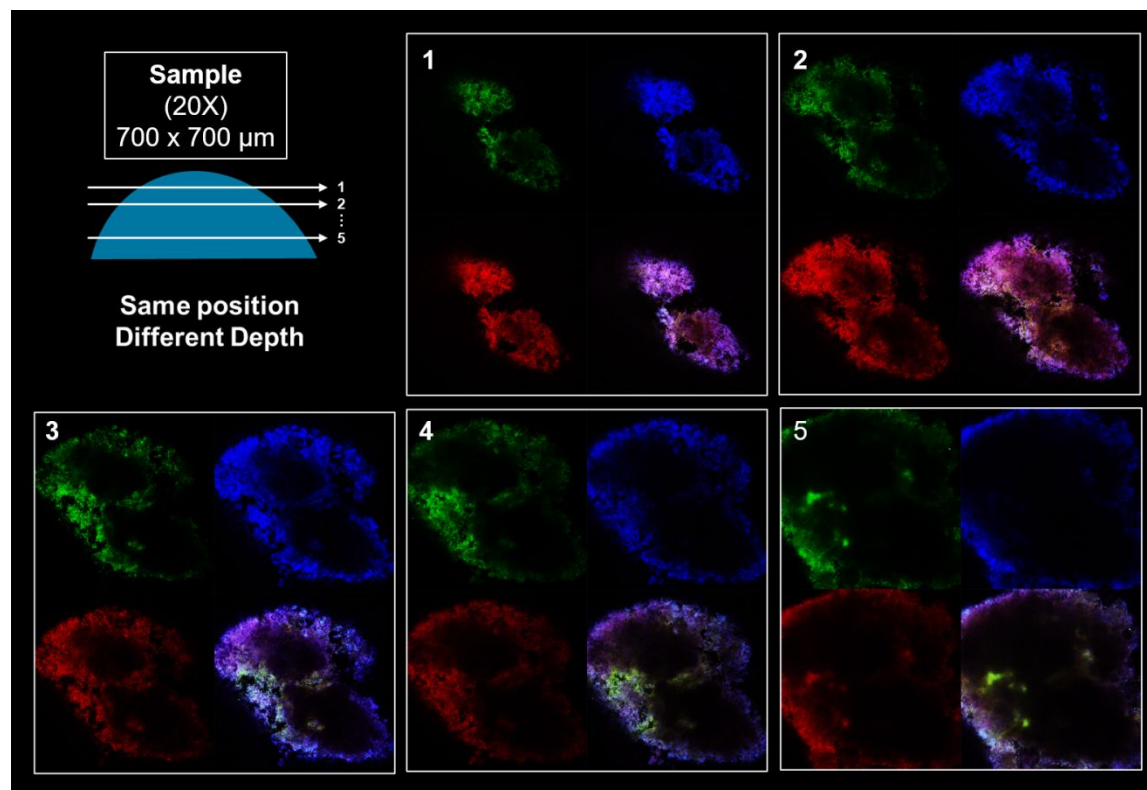 Sample
(20X)
700 x 700 µm
1
2
⋮
5
Same position
Different Depth
1
2
3
4
5